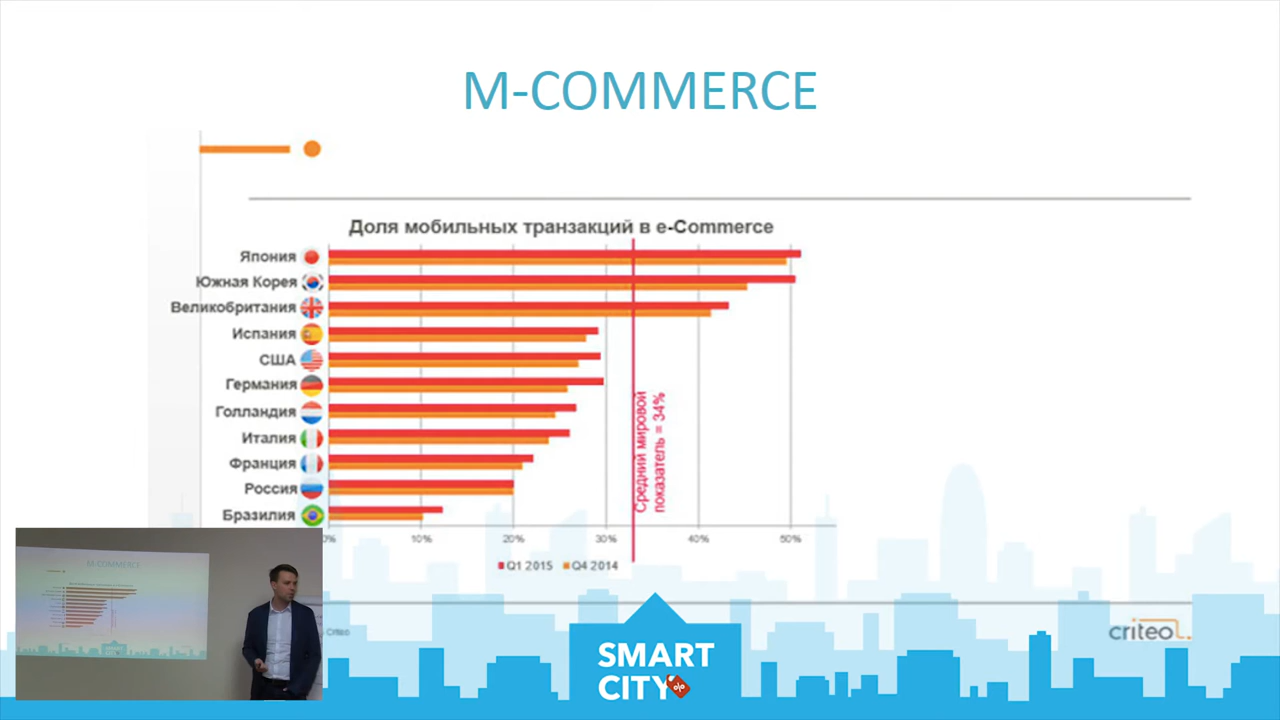 M-COMMERCE
Доля мобильных транзакций в e-Commerce
Япония
Южная Корея
Великобритания
Испания
США
Германия
Голландия
Италия
Франция
Россия
Бразилия
Средний мировой
показатель = 34%
0% 10% 20% 30% 40% 50%
Q1 2015 Q4 2014
Criteo
criteo
SMART
CITY
%
M-COMMERCE